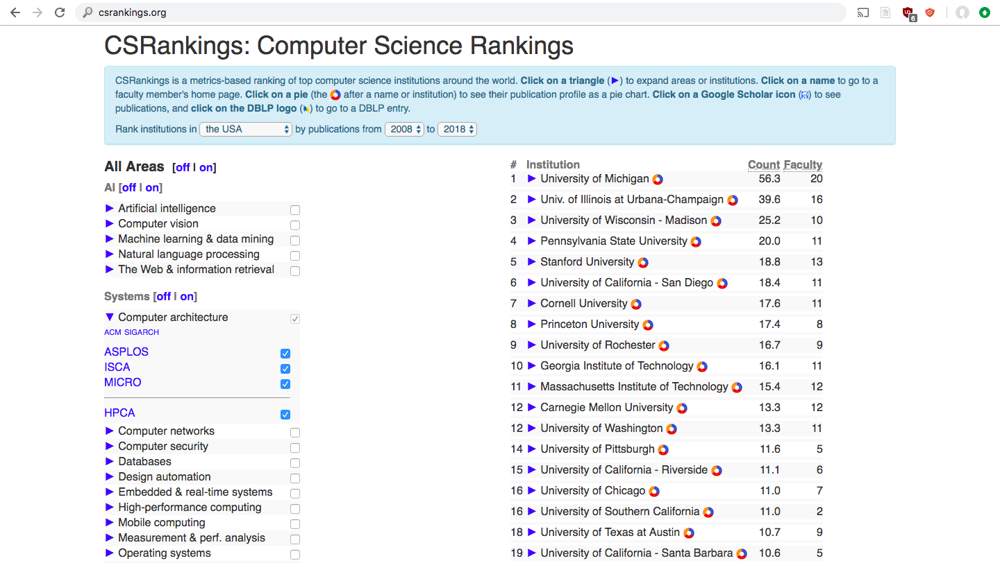 csrankings.org
6
CSRankings: Computer Science Rankings
CSRankings is a metrics-based ranking of top computer science institutions around the world. Click on a triangle (▶) to expand areas or institutions. Click on a name to go to a
faculty member's home page. Click on a pie (the after a name or institution) to see their publication profile as a pie chart. Click on a Google Scholar icon () to see
publications, and click on the DBLP logo () to go to a DBLP entry.
Rank institutions in the USA by publications from 2008 to 2018
All Areas [off | on]
AI [off | on]
▶ Artificial intelligence
▶ Computer vision
▶ Machine learning & data mining
▶ Natural language processing
▶ The Web & information retrieval
Systems [off | on]
▼ Computer architecture
ACM SIGARCH
ASPLOS
ISCA
MICRO
HPCA
▶ Computer networks
▶ Computer security
▶ Databases
▶ Design automation
▶ Embedded & real-time systems
▶ High-performance computing
▶ Mobile computing
▶ Measurement & perf. analysis
▶ Operating systems
# Institution Count Faculty
1 ▶ University of Michigan 56.3 20
2 ▶ Univ. of Illinois at Urbana-Champaign 39.6 16
3 ▶ University of Wisconsin - Madison 25.2 10
4 ▶ Pennsylvania State University 20.0 11
5 ▶ Stanford University 18.8 13
6 ▶ University of California - San Diego 18.4 11
7 ▶ Cornell University 17.6 11
8 ▶ Princeton University 17.4 8
9 ▶ University of Rochester 16.7 9
10 ▶ Georgia Institute of Technology 16.1 11
11 ▶ Massachusetts Institute of Technology 15.4 12
12 ▶ Carnegie Mellon University 13.3 12
12 ▶ University of Washington 13.3 11
14 ▶ University of Pittsburgh 11.6 5
15 ▶ University of California - Riverside 11.1 6
16 ▶ University of Chicago 11.0 7
16 ▶ University of Southern California 11.0 2
18 ▶ University of Texas at Austin 10.7 9
19 ▶ University of California - Santa Barbara 10.6 5